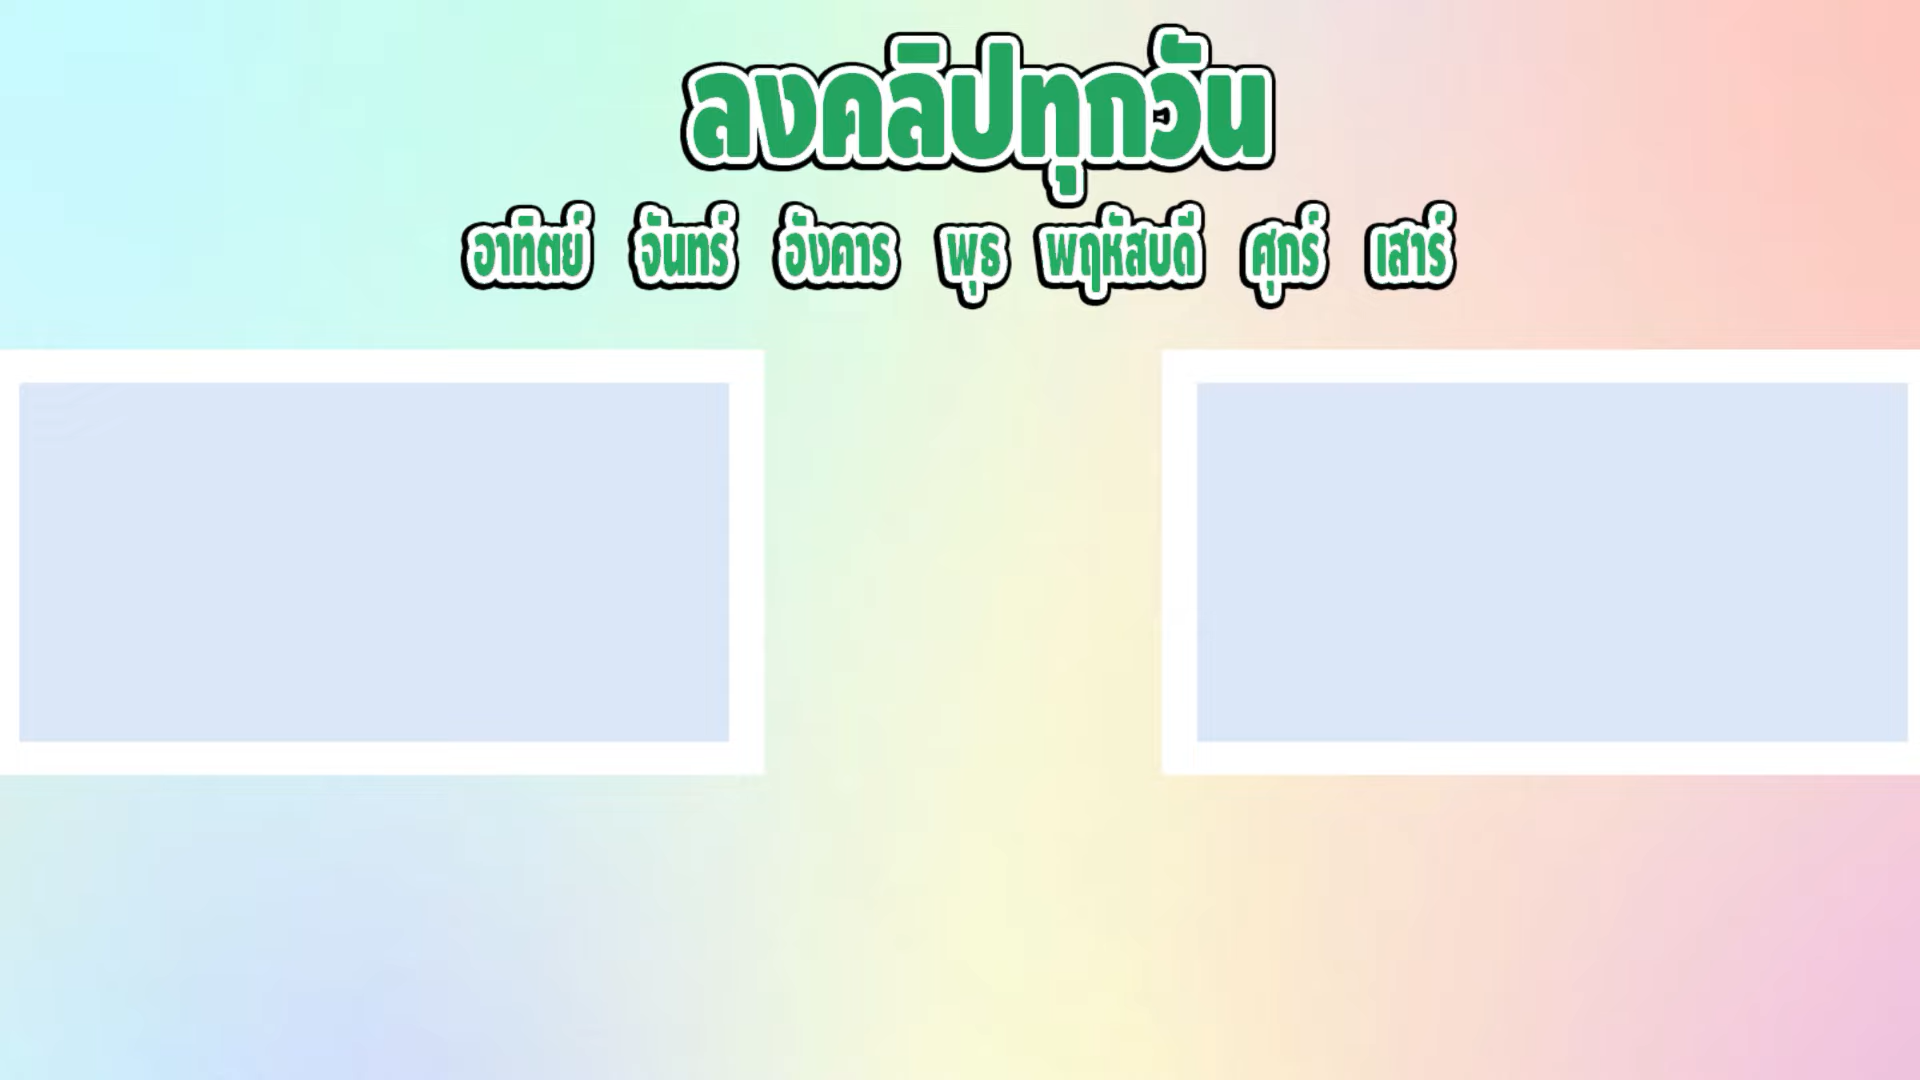 ลงคลิปทุกวัน
อาทิตย์ จันทร์ อังคาร พุธ พฤหัสบดี ศุกร์ เสาร์